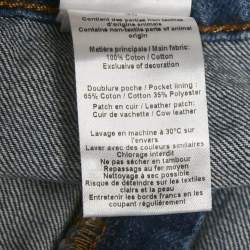 Contient des parties non textiles
d'origine animale
Contains non-textile parts of animal
origin
Matière principale / Main fabric:
100% Coton / Cotton
Exclusive of decoration
Doublure poche / Pocket lining :
65% Coton / Cotton 35% Polyester
Patch en cuir / Leather patch:
Cuir de vachette / Cow leather
Lavage en machine à 30°C sur
l'envers
Laver avec des couleurs similaires
Chlorage interdit
Ne pas sécher en tambour
Repassage au fer moyen
Nettoyage à sec possible
Risque de déteindre sur les textiles
clairs et la peau
Entretenir les bords francs en
coupant régulièrement